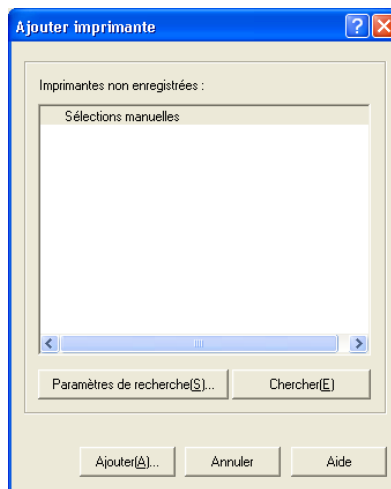 Ajouter imprimante
Imprimantes non enregistrées :
Sélections manuelles
Paramètres de recherche(S)... Chercher(E)
Ajouter(A)... Annuler Aide